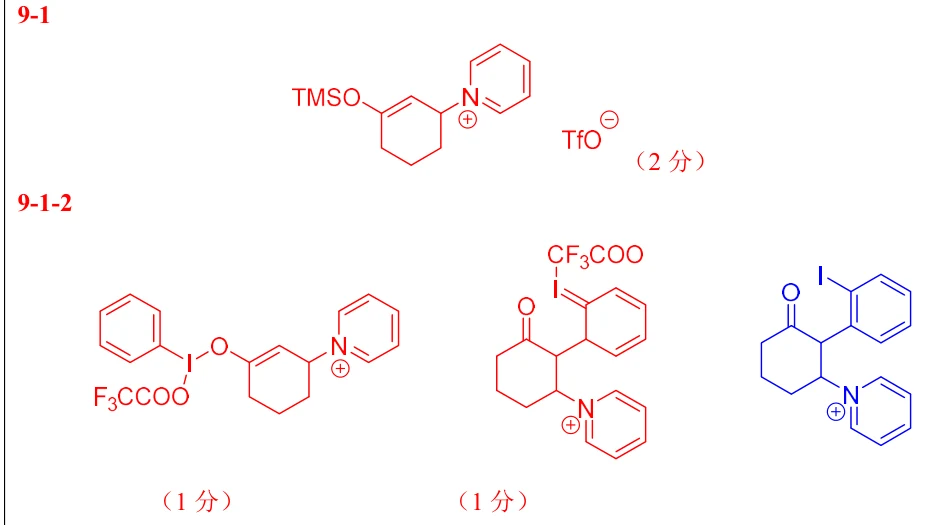 9-1
TMSO
N
+
TfO −
（2 分）
9-1-2
CF3COO
I
O
I
O
I O
N
+
F3CCOO
N
+
N
+
（1 分）
（1 分）